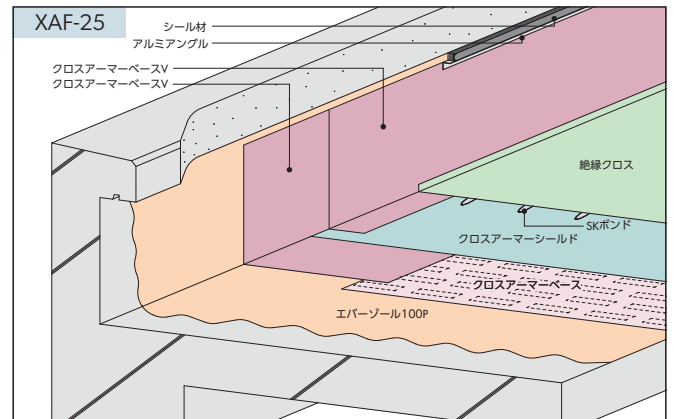 XAF-25
シール材
アルミアングル
クロスアーマーベースV
クロスアーマーベースV
絶縁クロス
SKボンド
クロスアーマーシールド
クロスアーマーベース
エバーゾール100P